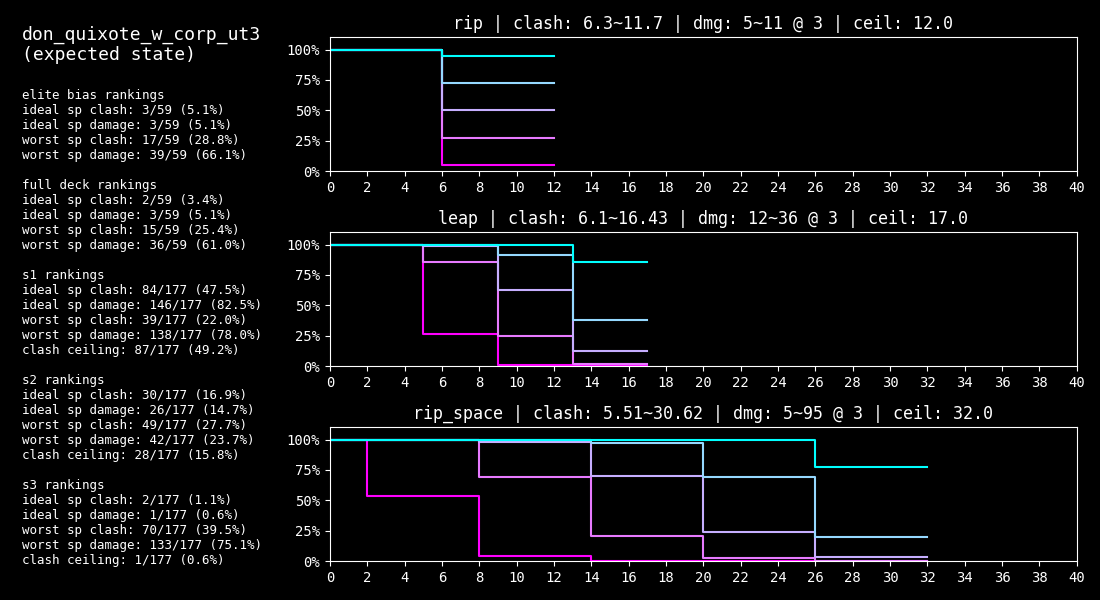 don_quixote_w_corp_ut3
(expected state)
elite bias rankings
ideal sp clash: 3/59 (5.1%)
ideal sp damage: 3/59 (5.1%)
worst sp clash: 17/59 (28.8%)
worst sp damage: 39/59 (66.1%)
full deck rankings
ideal sp clash: 2/59 (3.4%)
ideal sp damage: 3/59 (5.1%)
worst sp clash: 15/59 (25.4%)
worst sp damage: 36/59 (61.0%)
s1 rankings
ideal sp clash: 84/177 (47.5%)
ideal sp damage: 146/177 (82.5%)
worst sp clash: 39/177 (22.0%)
worst sp damage: 138/177 (78.0%)
clash ceiling: 87/177 (49.2%)
s2 rankings
ideal sp clash: 30/177 (16.9%)
ideal sp damage: 26/177 (14.7%)
worst sp clash: 49/177 (27.7%)
worst sp damage: 42/177 (23.7%)
clash ceiling: 28/177 (15.8%)
s3 rankings
ideal sp clash: 2/177 (1.1%)
ideal sp damage: 1/177 (0.6%)
worst sp clash: 70/177 (39.5%)
worst sp damage: 133/177 (75.1%)
clash ceiling: 1/177 (0.6%)
rip | clash: 6.3~11.7 | dmg: 5~11 @ 3 | ceil: 12.0
100%
75%
50%
25%
0%
0 2 4 6 8 10 12 14 16 18 20 22 24 26 28 30 32 34 36 38 40
leap | clash: 6.1~16.43 | dmg: 12~36 @ 3 | ceil: 17.0
100%
75%
50%
25%
0%
0 2 4 6 8 10 12 14 16 18 20 22 24 26 28 30 32 34 36 38 40
rip_space | clash: 5.51~30.62 | dmg: 5~95 @ 3 | ceil: 32.0
100%
75%
50%
25%
0%
0 2 4 6 8 10 12 14 16 18 20 22 24 26 28 30 32 34 36 38 40